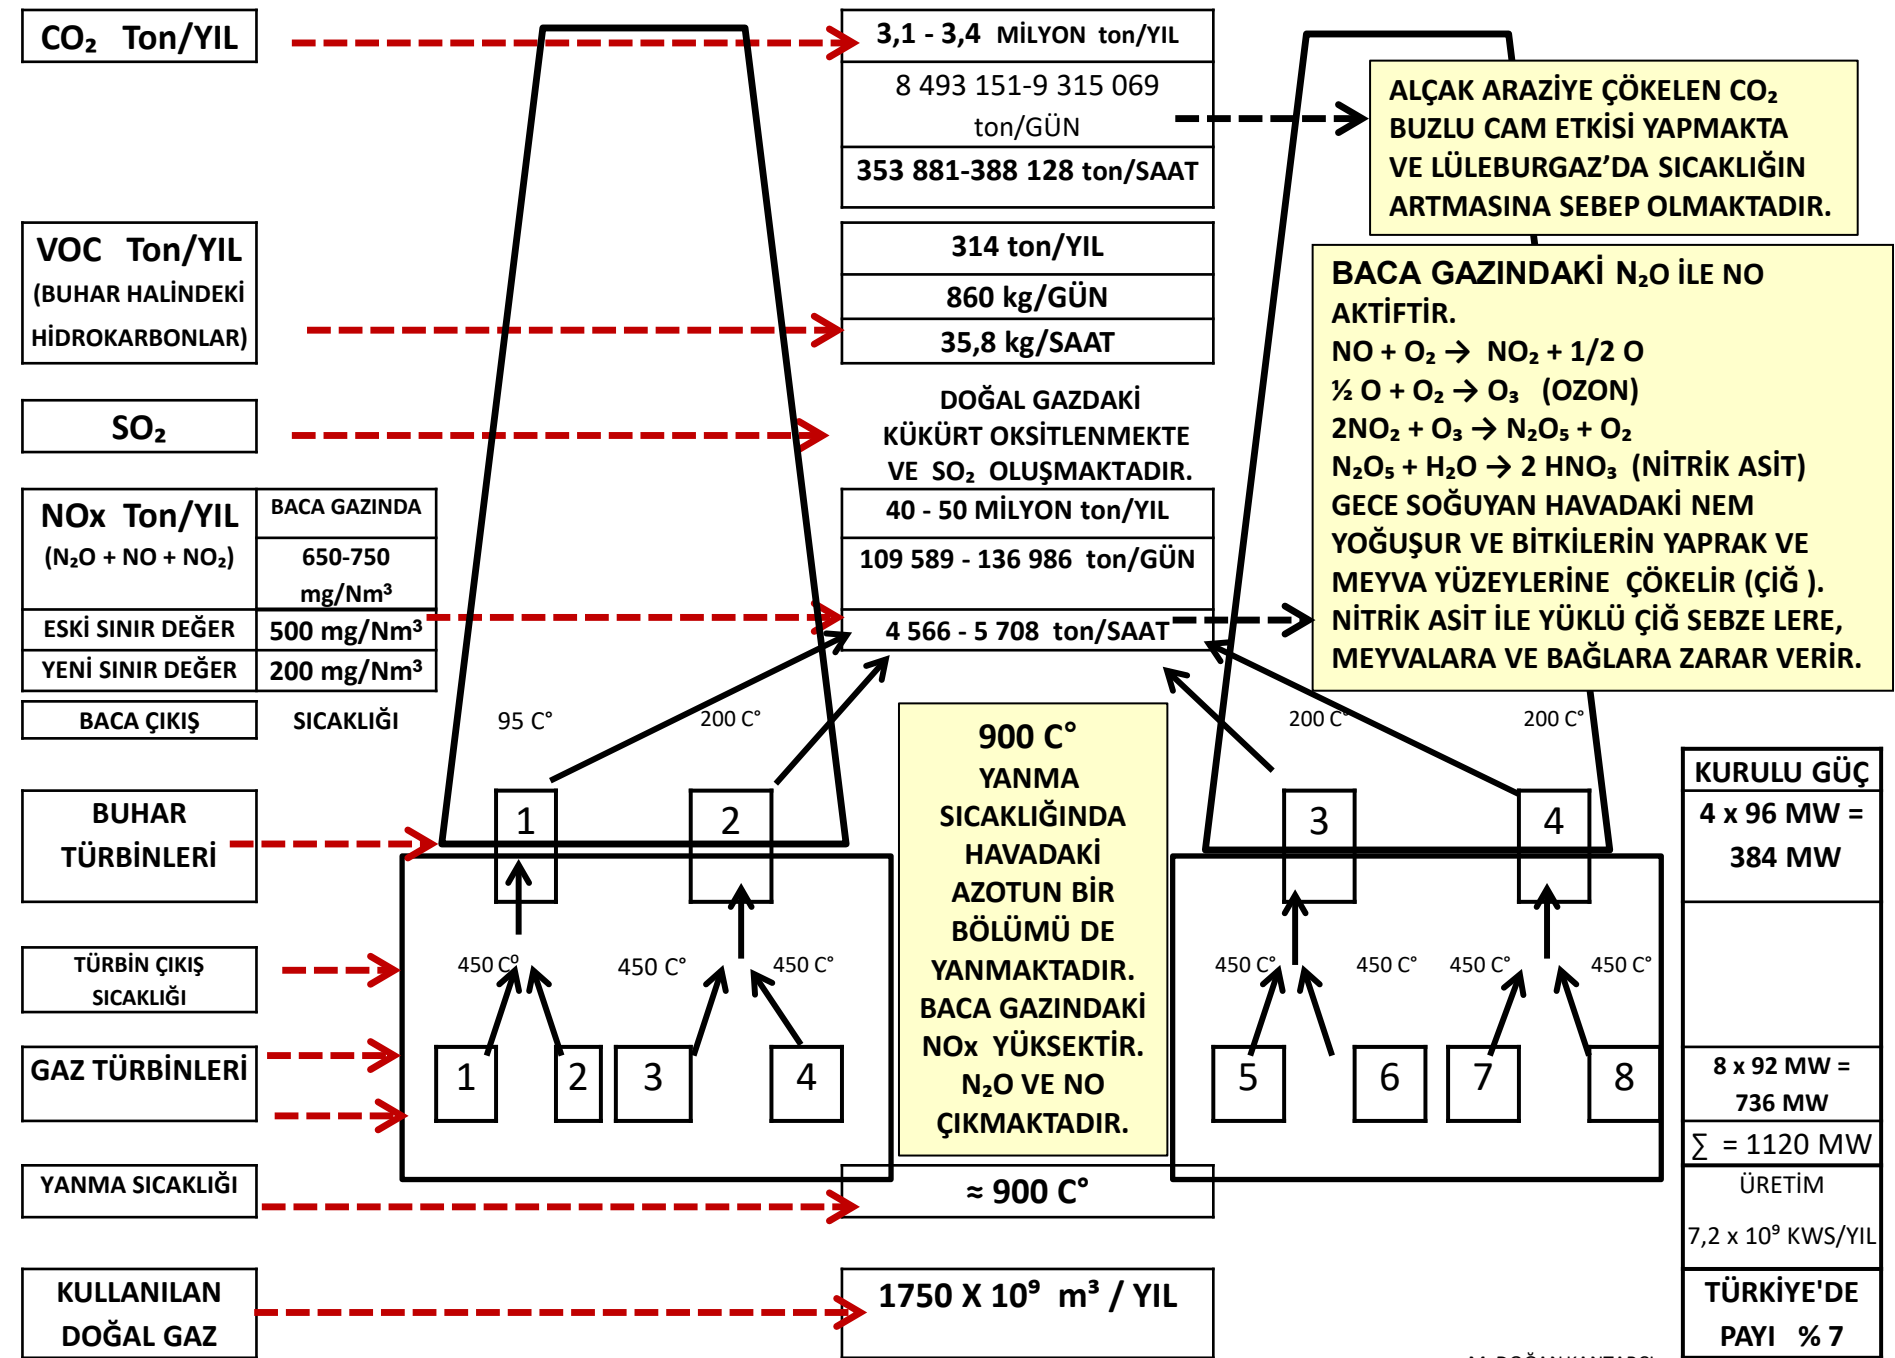 CO₂ Ton/YIL
3,1 - 3,4 MİLYON ton/YIL
8 493 151-9 315 069
ton/GÜN
353 881-388 128 ton/SAAT
ALÇAK ARAZİYE ÇÖKELEN CO₂
BUZLU CAM ETKİSİ YAPMAKTA
VE LÜLEBURGAZ’DA SICAKLIĞIN
ARTMASINA SEBEP OLMAKTADIR.
VOC Ton/YIL
(BUHAR HALİNDEKİ
HİDROKARBONLAR)
314 ton/YIL
860 kg/GÜN
35,8 kg/SAAT
BACA GAZINDAKİ N₂O İLE NO
AKTİFTİR.
NO + O₂ → NO₂ + 1/2 O
½ O + O₂ → O₃ (OZON)
2NO₂ + O₃ → N₂O₅ + O₂
N₂O₅ + H₂O → 2 HNO₃ (NİTRİK ASİT)
GECE SOĞUYAN HAVADAKİ NEM
YOĞUŞUR VE BİTKİLERİN YAPRAK VE
MEYVA YÜZEYLERİNE ÇÖKELİR (ÇİĞ ).
NİTRİK ASİT İLE YÜKLÜ ÇİĞ SEBZE LERE,
MEYVALARA VE BAĞLARA ZARAR VERİR.
SO₂
DOĞAL GAZDAKİ
KÜKÜRT OKSİTLENMEKTE
VE SO₂ OLUŞMAKTADIR.
NOx Ton/YIL
(N₂O + NO + NO₂)
BACA GAZINDA
650-750
mg/Nm³
ESKİ SINIR DEĞER
500 mg/Nm³
YENİ SINIR DEĞER
200 mg/Nm³
40 - 50 MİLYON ton/YIL
109 589 - 136 986 ton/GÜN
4 566 - 5 708 ton/SAAT
BACA ÇIKIŞ
SICAKLIĞI
95 C°
200 C°
200 C°
200 C°
900 C°
YANMA
SICAKLIĞINDA
HAVADAKİ
AZOTUN BİR
BÖLÜMÜ DE
YANMAKTADIR.
BACA GAZINDAKİ
NOx YÜKSEKTİR.
N₂O VE NO
ÇIKMAKTADIR.
BUHAR
TÜRBİNLERİ
1
2
3
4
KURULU GÜÇ
4 x 96 MW =
384 MW
TÜRBİN ÇIKIŞ
SICAKLIĞI
450 C°
450 C°
450 C°
450 C°
450 C°
450 C°
450 C°
GAZ TÜRBİNLERİ
1
2
3
4
5
6
7
8
8 x 92 MW =
736 MW
∑ = 1120 MW
YANMA SICAKLIĞI
≈ 900 C°
ÜRETİM
7,2 x 10⁹ KWS/YIL
KULLANILAN
DOĞAL GAZ
1750 X 10⁹ m³ / YIL
TÜRKİYE'DE
PAYI % 7